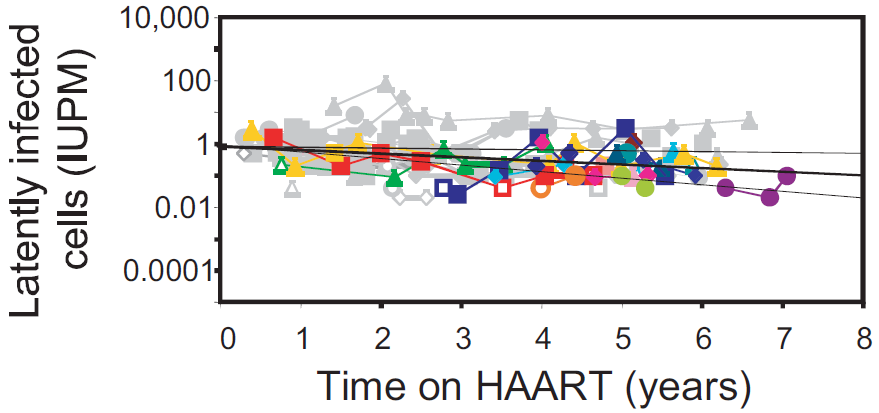 Latently infected
cells (IUPM)
10,000
100
1
0.01
0.0001
0 1 2 3 4 5 6 7 8
Time on HAART (years)